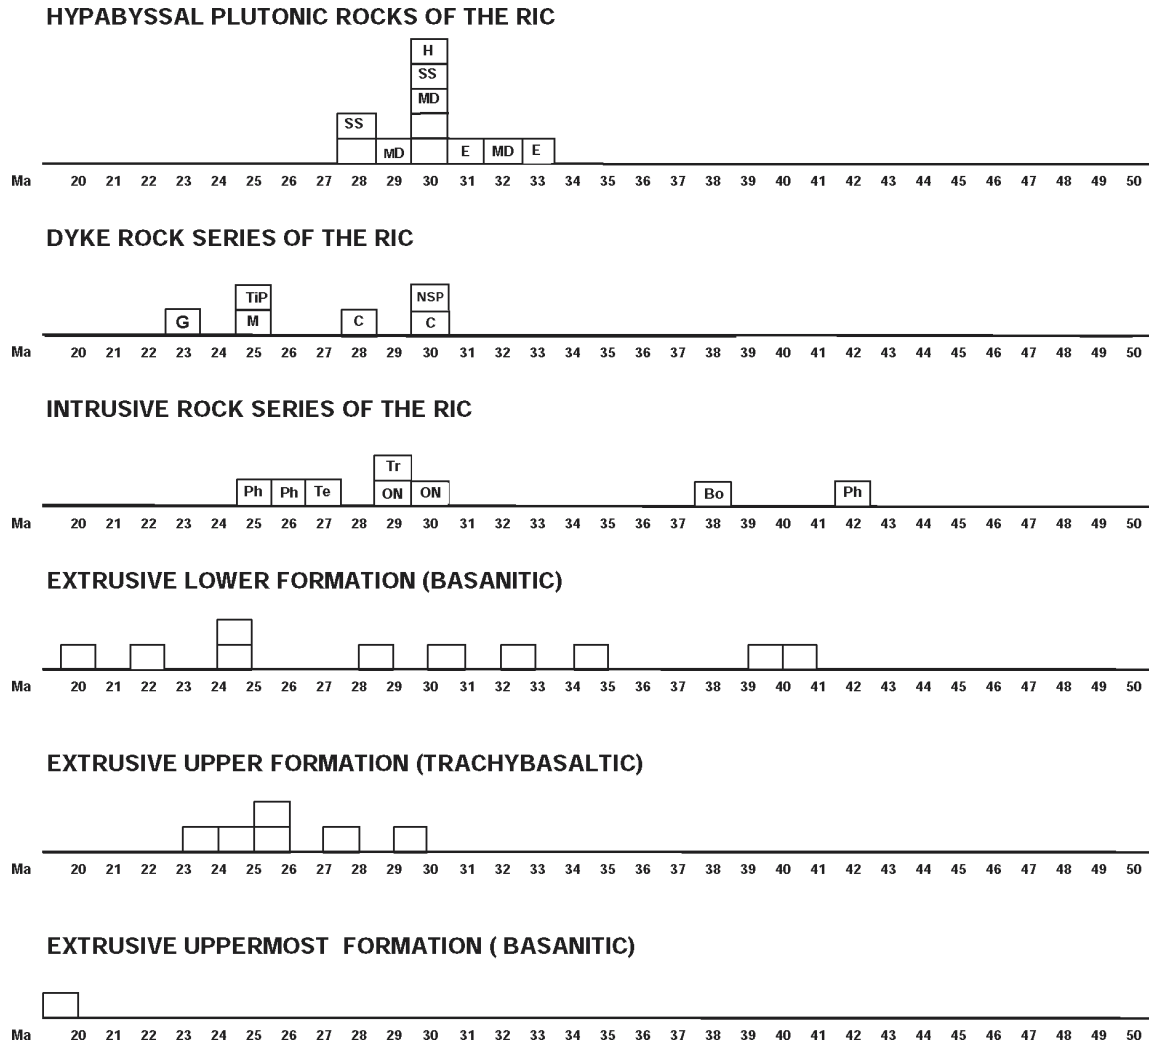 HYPABYSSAL PLUTONIC ROCKS OF THE RIC
H
SS
MD
SS
MD E MD E
Ma 20 21 22 23 24 25 26 27 28 29 30 31 32 33 34 35 36 37 38 39 40 41 42 43 44 45 46 47 48 49 50
DYKE ROCK SERIES OF THE RIC
TiP NSP
G M C C
Ma 20 21 22 23 24 25 26 27 28 29 30 31 32 33 34 35 36 37 38 39 40 41 42 43 44 45 46 47 48 49 50
INTRUSIVE ROCK SERIES OF THE RIC
Tr
Ph Ph Te ON ON Bo Ph
Ma 20 21 22 23 24 25 26 27 28 29 30 31 32 33 34 35 36 37 38 39 40 41 42 43 44 45 46 47 48 49 50
EXTRUSIVE LOWER FORMATION (BASANITIC)
Ma 20 21 22 23 24 25 26 27 28 29 30 31 32 33 34 35 36 37 38 39 40 41 42 43 44 45 46 47 48 49 50
EXTRUSIVE UPPER FORMATION (TRACHYBASALTIC)
Ma 20 21 22 23 24 25 26 27 28 29 30 31 32 33 34 35 36 37 38 39 40 41 42 43 44 45 46 47 48 49 50
EXTRUSIVE UPPERMOST FORMATION ( BASANITIC)
Ma 20 21 22 23 24 25 26 27 28 29 30 31 32 33 34 35 36 37 38 39 40 41 42 43 44 45 46 47 48 49 50